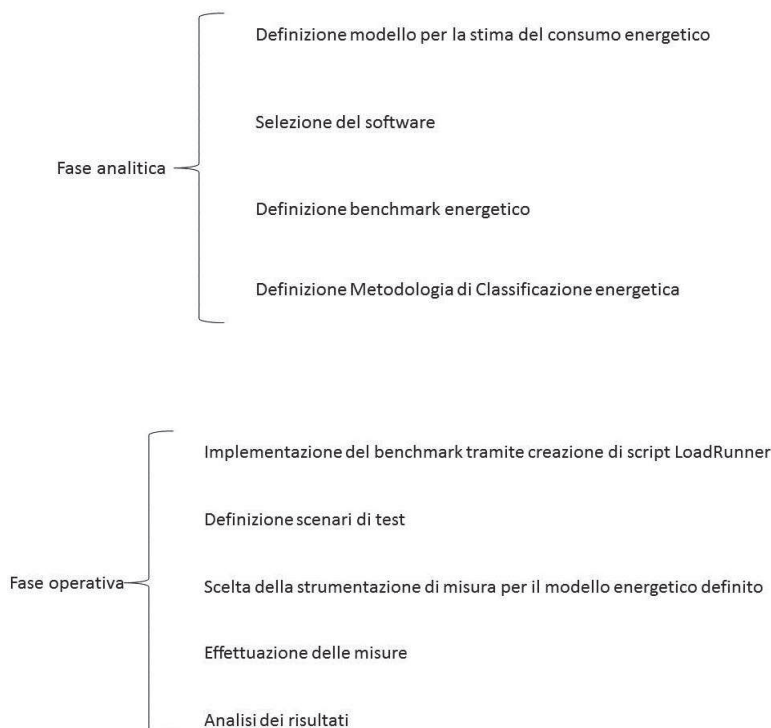 Fase analitica
Definizione modello per la stima del consumo energetico
Selezione del software
Definizione benchmark energetico
Definizione Metodologia di Classificazione energetica
Fase operativa
Implementazione del benchmark tramite creazione di script LoadRunner
Definizione scenari di test
Scelta della strumentazione di misura per il modello energetico definito
Effettuazione delle misure
Analisi dei risultati